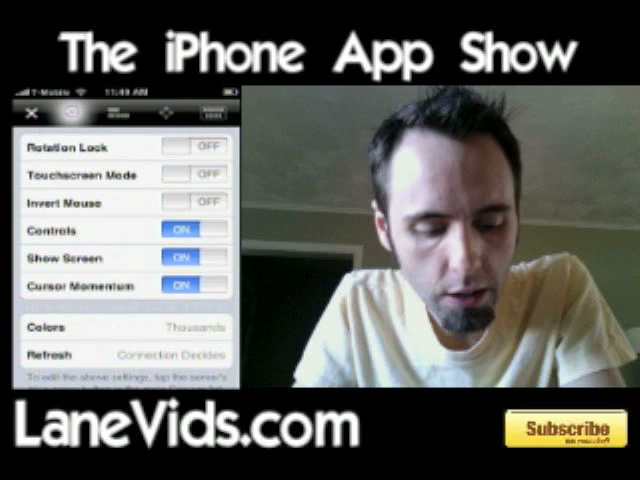 The iPhone App Show
T-Mobile 11:49 AM
Rotation Lock OFF
Touchscreen Mode OFF
Invert Mouse OFF
Controls ON
Show Screen ON
Cursor Momentum ON
Colors Thousands
Refresh Connection Decides
To edit the above settings, tap the server's
LaneVids.com
Subscribe